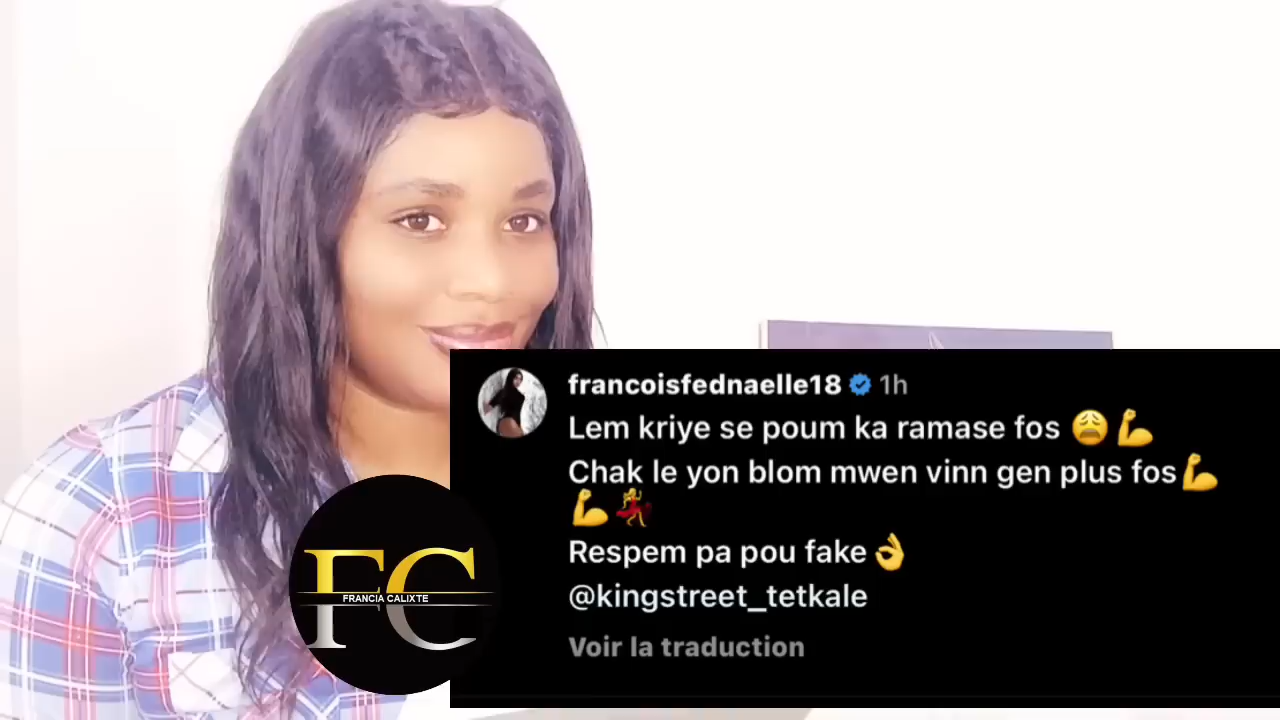 francoisfednaelle18 1h
Lem kriye se poum ka ramase fos 😩💪
Chak le yon blom mwen vinn gen plus fos💪
💪💃
Respem pa pou fake👌
@kingstreet_tetkale
Voir la traduction
FC
FRANCIA CALIXTE